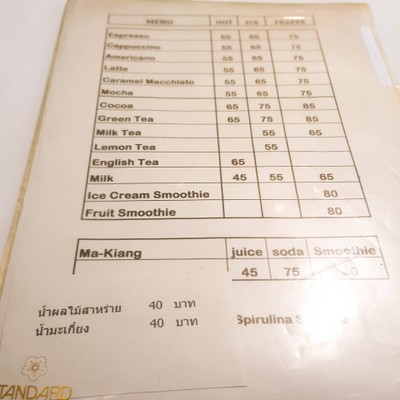 MENU HOT ICE FRAPPE
Espresso 55 65 75
Cappuccino 55 65 75
Americano 55 65 75
Latte 55 65 75
Caramel Macchiato 55 65 75
Mocha 55 65 75
Cocoa 65 75 85
Green Tea 65 75 85
Milk Tea 55 65
Lemon Tea 55
English Tea 65
Milk 45 55 65
Ice Cream Smoothie 80
Fruit Smoothie 80
Ma-Kiang juice soda Smoothie
45 75
น้ำผลไม้สาหร่าย 40 บาท
น้ำมะเกี๋ยง 40 บาท
Spirulina
STANDARD